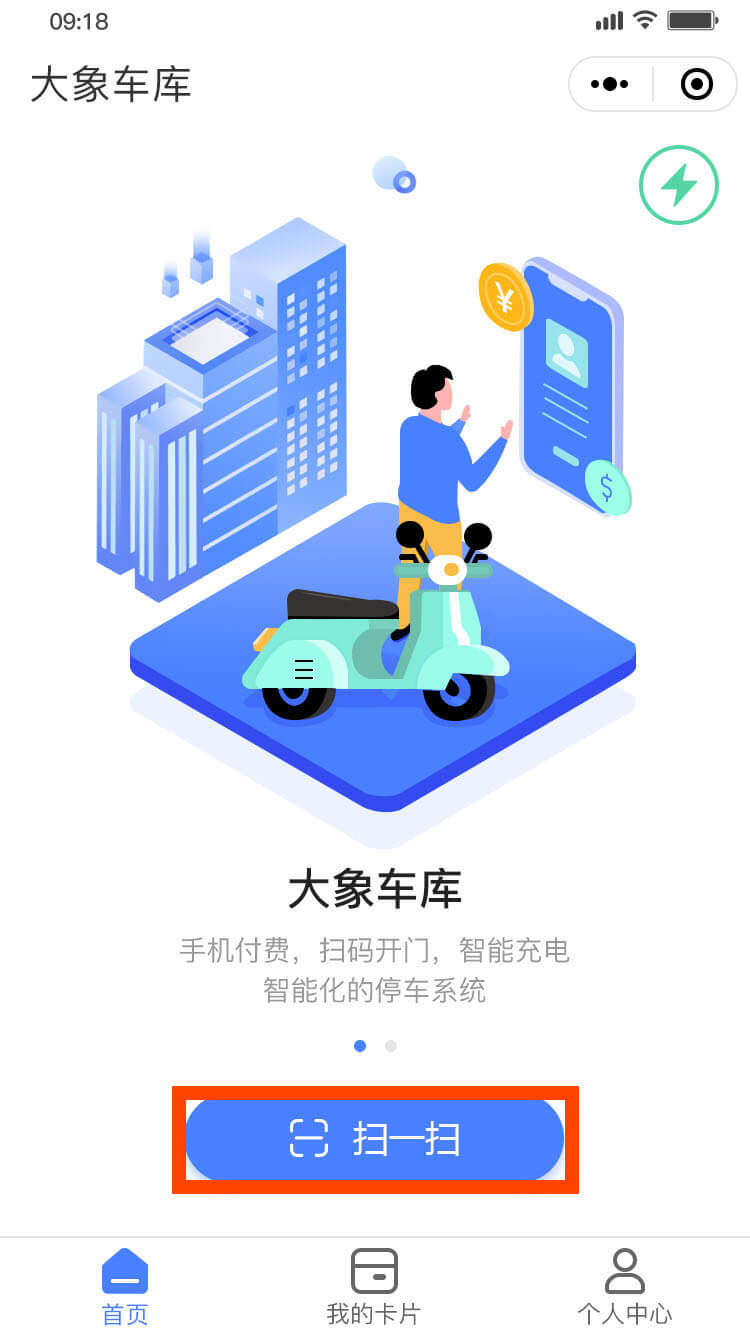 09:18
大象车库
¥
$
大象车库
手机付费，扫码开门，智能充电
智能化的停车系统
扫一扫
首页
我的卡片
个人中心